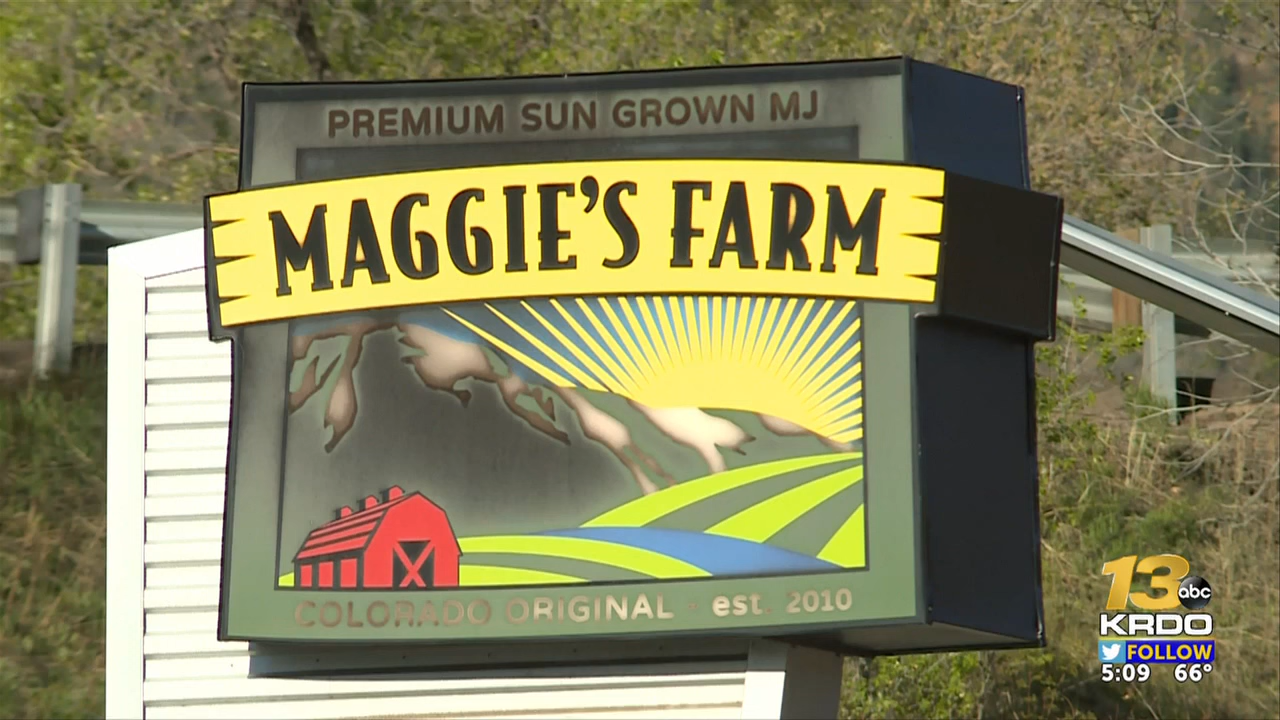 PREMIUM SUN GROWN MJ
MAGGIE'S FARM
COLORADO ORIGINAL - est. 2010
13 abc
KRDO
FOLLOW
5:09 66°